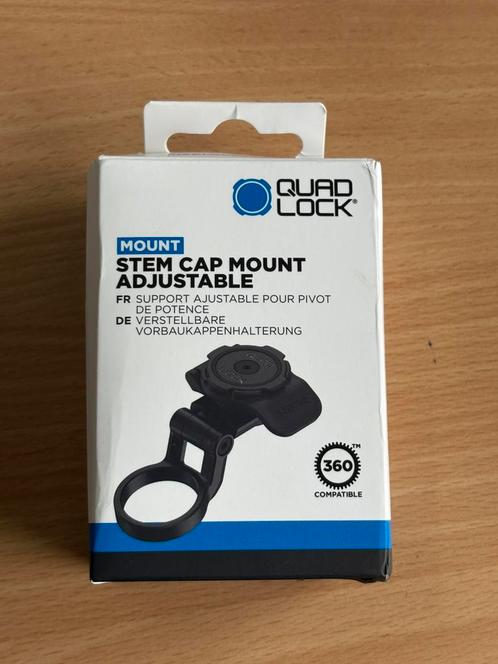 QUAD
LOCK®
MOUNT
STEM CAP MOUNT
ADJUSTABLE
FR SUPPORT AJUSTABLE POUR PIVOT
DE POTENCE
DE VERSTELLBARE
VORBAUKAPPENHALTERUNG
360™
COMPATIBLE